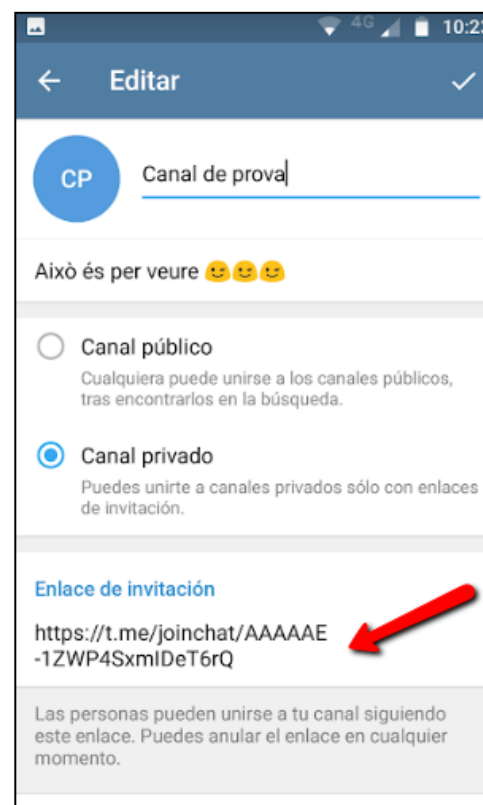 4G 10:23
Editar
CP
Canal de prova
Això és per veure 😉😉😉
Canal público
Cualquiera puede unirse a los canales públicos,
tras encontrarlos en la búsqueda.
Canal privado
Puedes unirte a canales privados sólo con enlaces
de invitación.
Enlace de invitación
https://t.me/joinchat/AAAAAE
-1ZWP4SxmIDeT6rQ
Las personas pueden unirse a tu canal siguiendo
este enlace. Puedes anular el enlace en cualquier
momento.